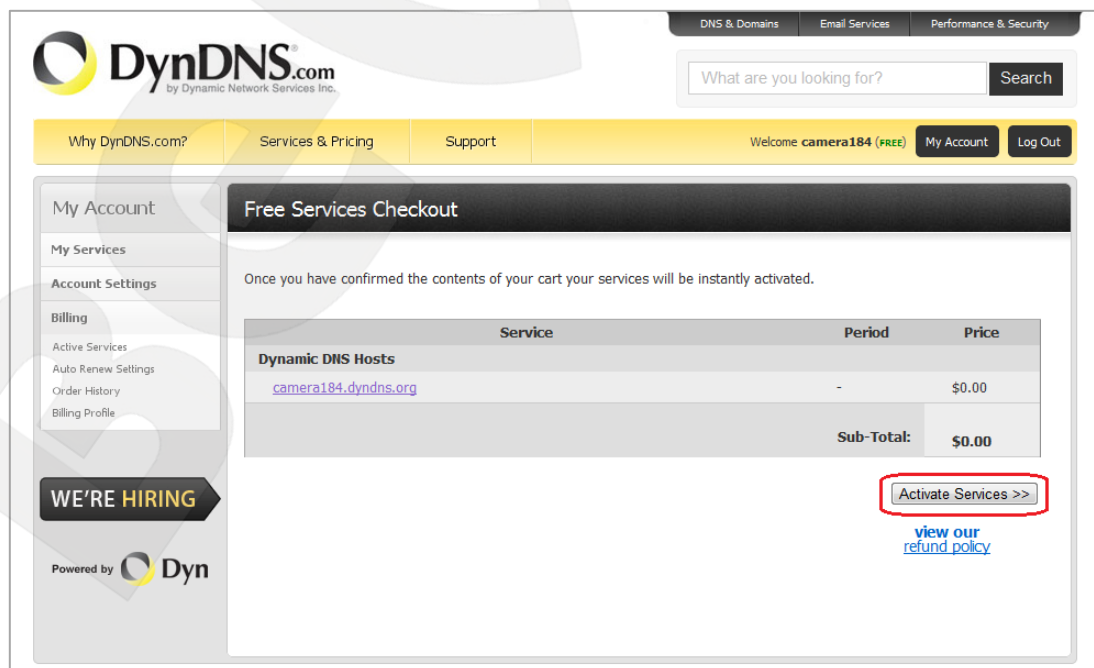 DNS & Domains Email Services Performance & Security
DynDNS.com
by Dynamic Network Services Inc.
What are you looking for? Search
Why DynDNS.com? Services & Pricing Support Welcome camera184 (FREE) My Account Log Out
My Account
My Services
Account Settings
Billing
Active Services
Auto Renew Settings
Order History
Billing Profile
WE'RE HIRING
Powered by Dyn
Free Services Checkout
Once you have confirmed the contents of your cart your services will be instantly activated.
Service Period Price
Dynamic DNS Hosts
camera184.dyndns.org - $0.00
Sub-Total: $0.00
Activate Services >>
view our
refund policy